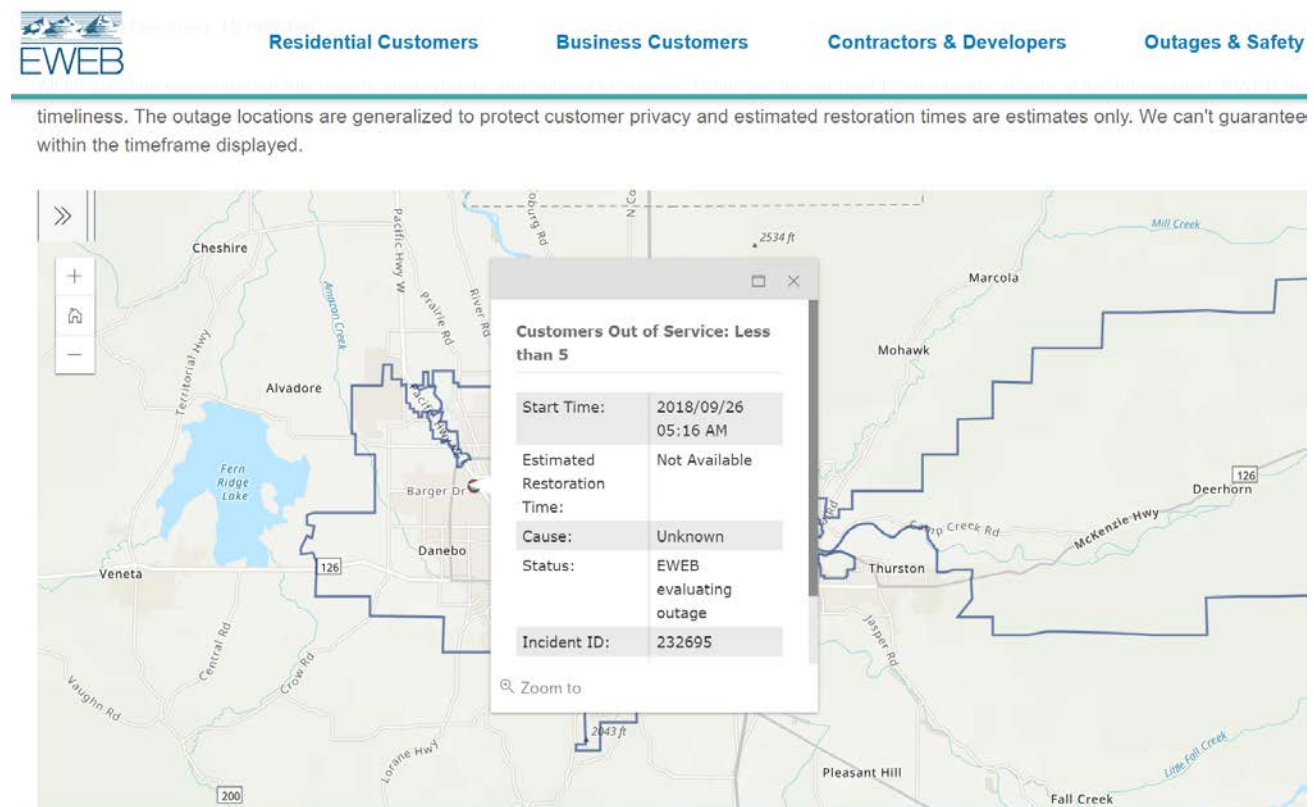 EWEB
Residential Customers
Business Customers
Contractors & Developers
Outages & Safety
timeliness. The outage locations are generalized to protect customer privacy and estimated restoration times are estimates only. We can't guarantee
within the timeframe displayed.
Cheshire
Pacific Hwy W
N Co
2534 ft
Mill Creek
Marcola
Amazon Creek
Prairie Rd
River Rd
Territorial Hwy
Mohawk
Alvadore
Pacific Hwy W
Fern
Ridge
Lake
Barger Dr
Danebo
126
Veneta
Customers Out of Service: Less
than 5
Start Time:
2018/09/26
05:16 AM
Estimated
Restoration
Time:
Not Available
Cause:
Unknown
Status:
EWEB
evaluating
outage
Incident ID:
232695
Zoom to
126
Deerhorn
McKenzie Hwy
Camp Creek Rd
Thurston
Jasper Rd
Central Rd
Crow Rd
Vaughn Rd
2043 ft
Lorane Hwy
Little Fall Creek
Pleasant Hill
200
Fall Creek